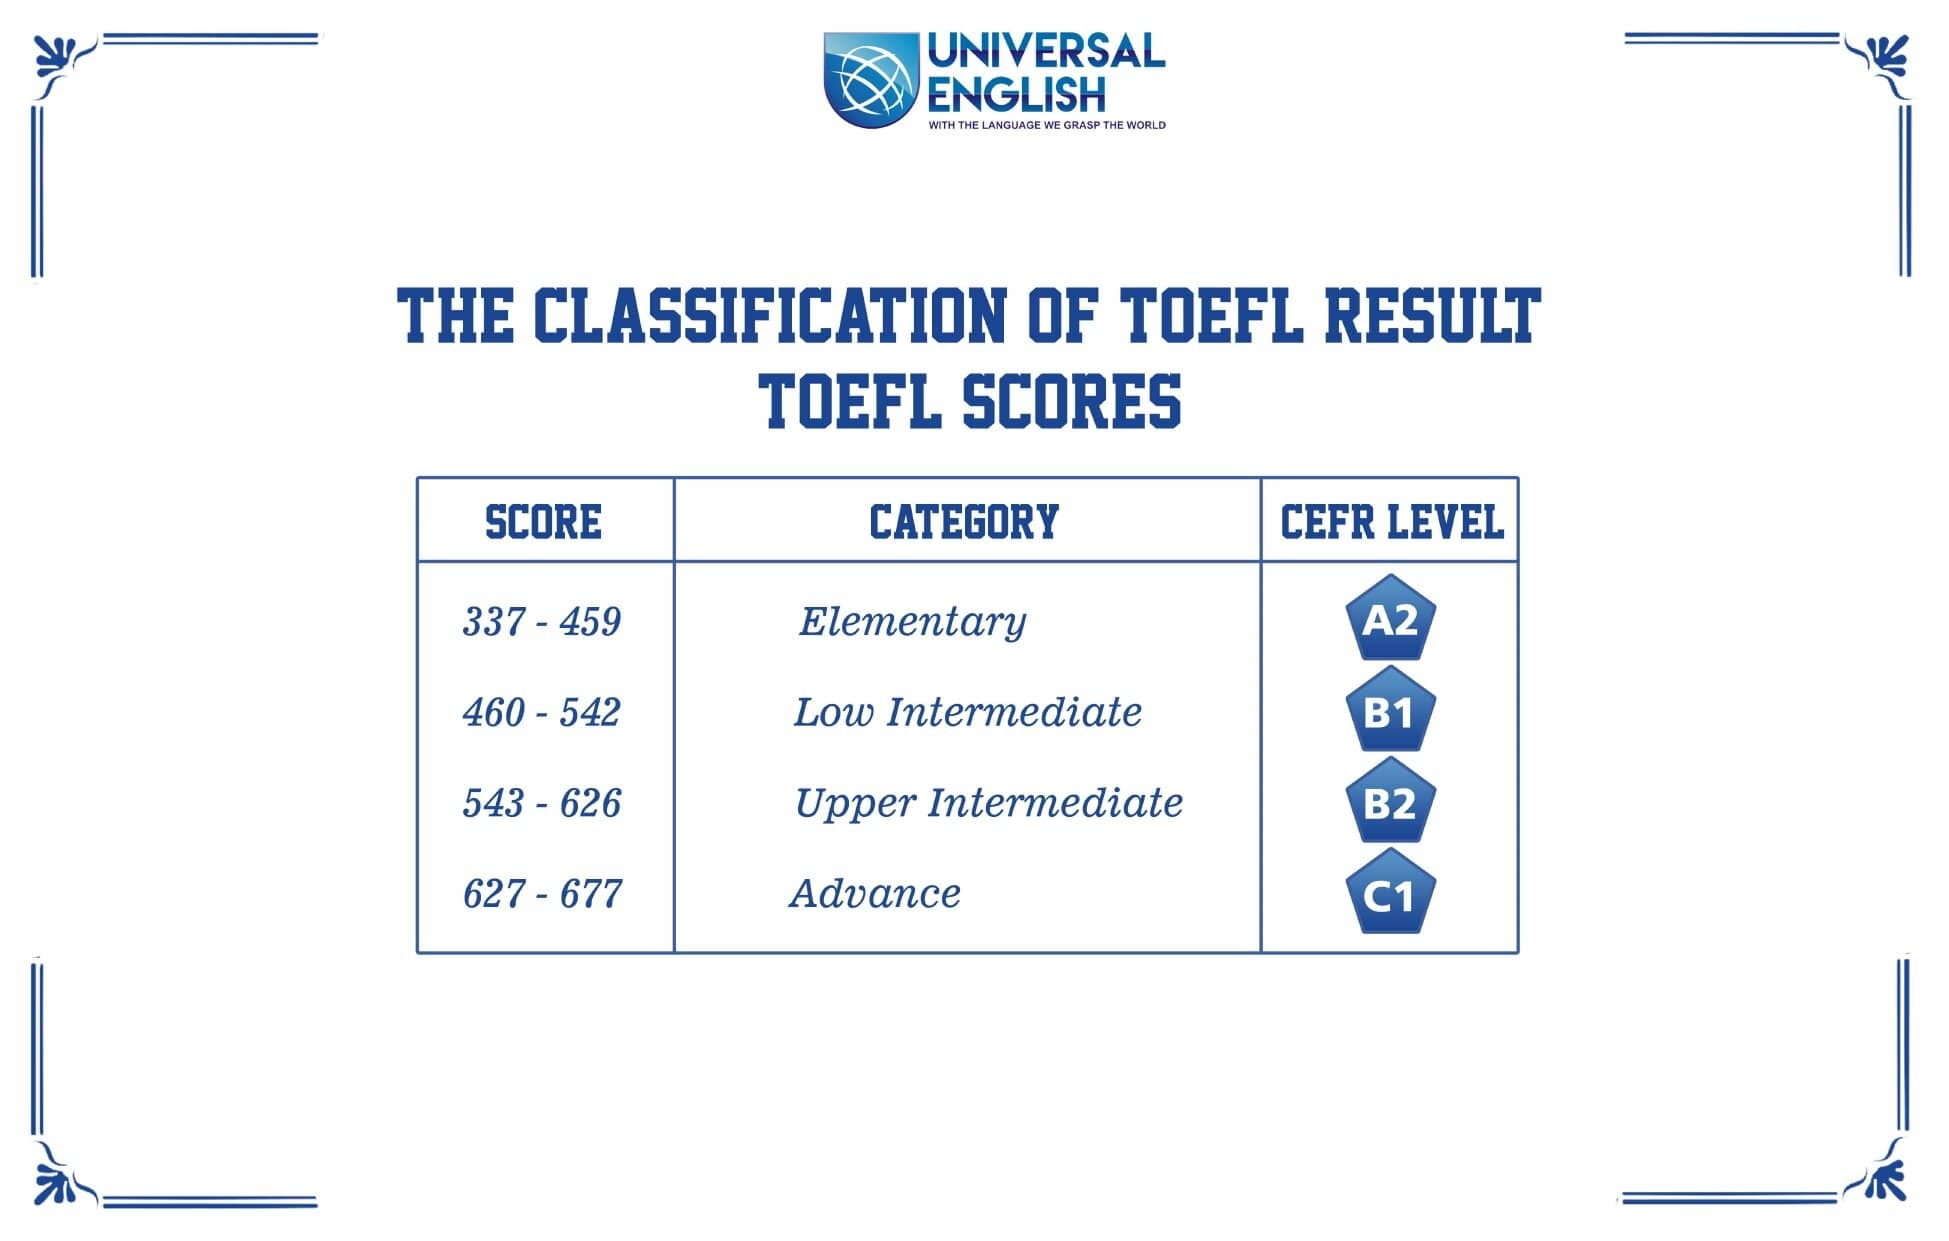 UNIVERSAL
ENGLISH
WITH THE LANGUAGE WE GRASP THE WORLD
THE CLASSIFICATION OF TOEFL RESULT
TOEFL SCORES
SCORE CATEGORY CEFR LEVEL
337 - 459 Elementary A2
460 - 542 Low Intermediate B1
543 - 626 Upper Intermediate B2
627 - 677 Advance C1